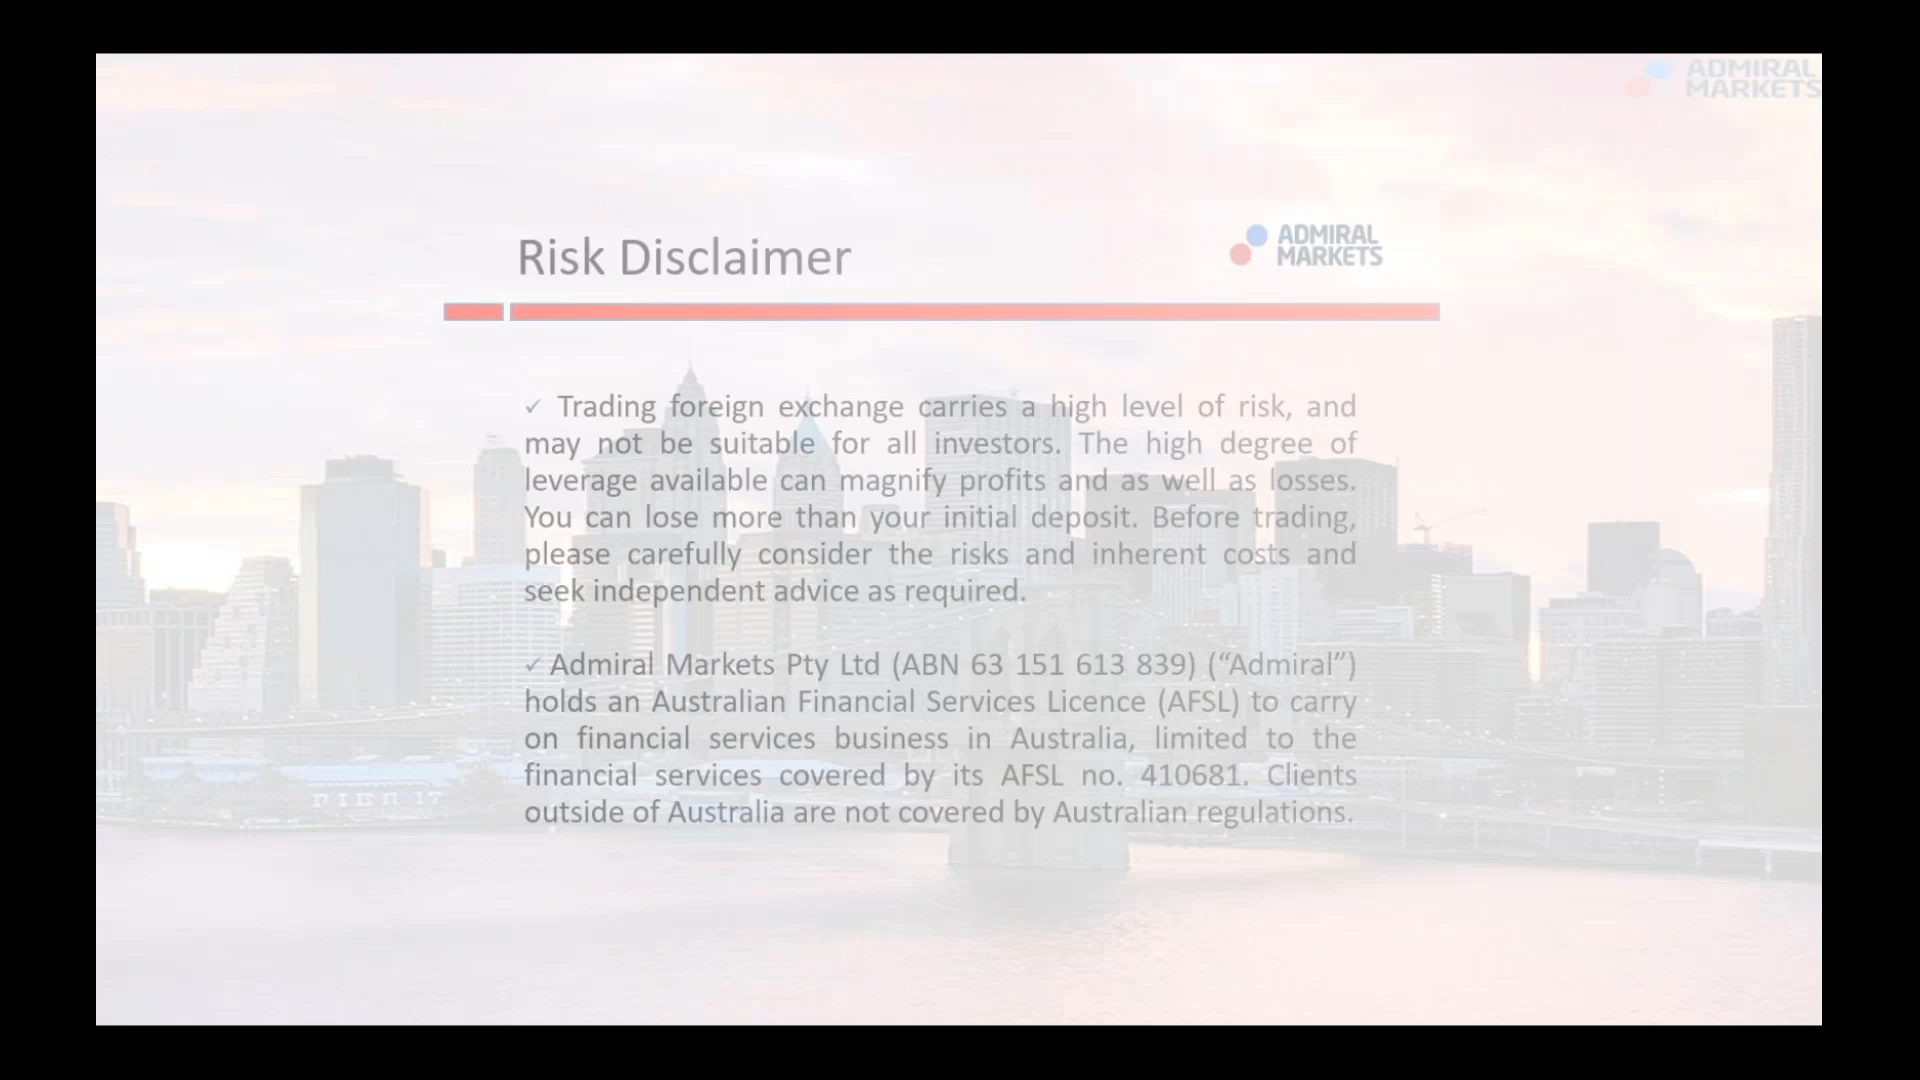 ADMIRAL
MARKETS
Risk Disclaimer
ADMIRAL
MARKETS
✓ Trading foreign exchange carries a high level of risk, and
may not be suitable for all investors. The high degree of
leverage available can magnify profits and as well as losses.
You can lose more than your initial deposit. Before trading,
please carefully consider the risks and inherent costs and
seek independent advice as required.
✓ Admiral Markets Pty Ltd (ABN 63 151 613 839) (“Admiral”)
holds an Australian Financial Services Licence (AFSL) to carry
on financial services business in Australia, limited to the
financial services covered by its AFSL no. 410681. Clients
outside of Australia are not covered by Australian regulations.
PIER 17